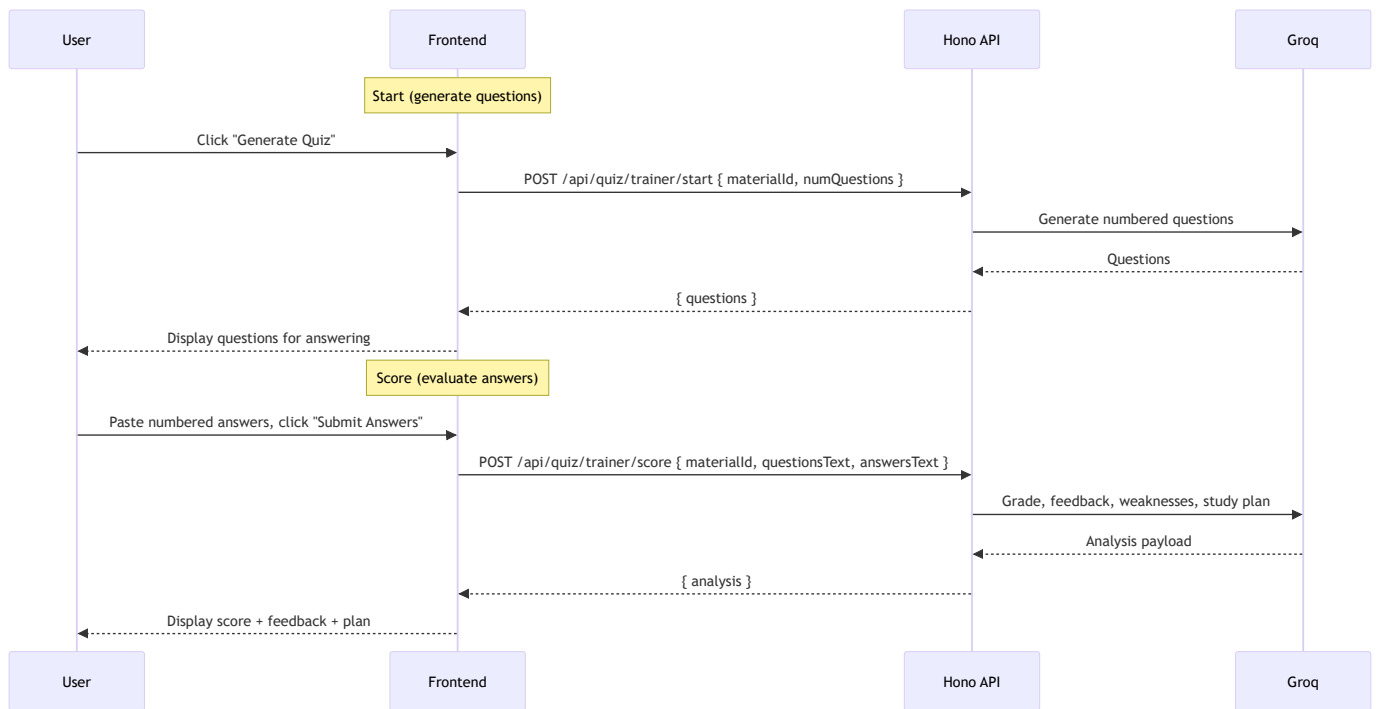 User
Frontend
Hono API
Groq
Start (generate questions)
Click "Generate Quiz"
POST /api/quiz/trainer/start { materialId, numQuestions }
Generate numbered questions
Questions
{ questions }
Display questions for answering
Score (evaluate answers)
Paste numbered answers, click "Submit Answers"
POST /api/quiz/trainer/score { materialId, questionsText, answersText }
Grade, feedback, weaknesses, study plan
Analysis payload
{ analysis }
Display score + feedback + plan
User
Frontend
Hono API
Groq